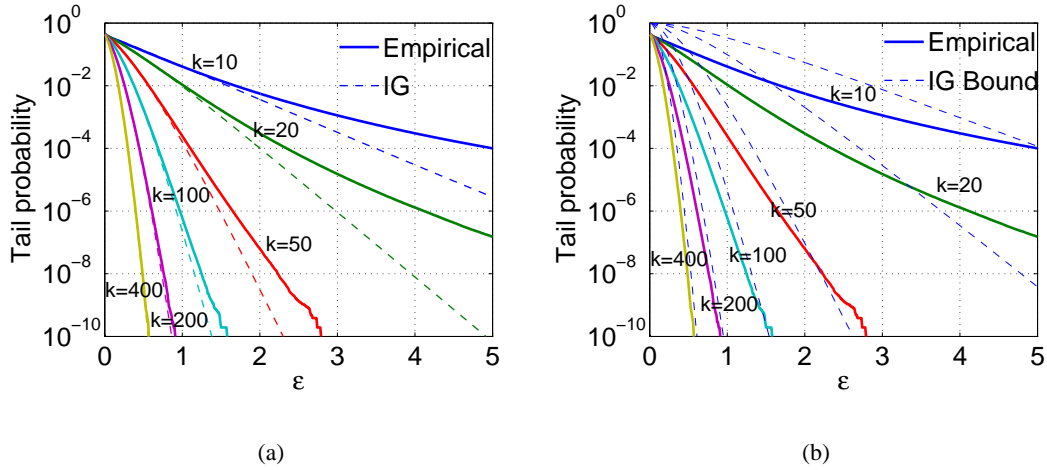 10^0
10^−2
10^−4
10^−6
10^−8
10^−10
Tail probability
0 1 2 3 4 5
ε
Empirical
IG
k=10
k=20
k=50
k=100
k=200
k=400
(a)
10^0
10^−2
10^−4
10^−6
10^−8
10^−10
Tail probability
0 1 2 3 4 5
ε
Empirical
IG Bound
k=10
k=20
k=50
k=100
k=200
k=400
(b)